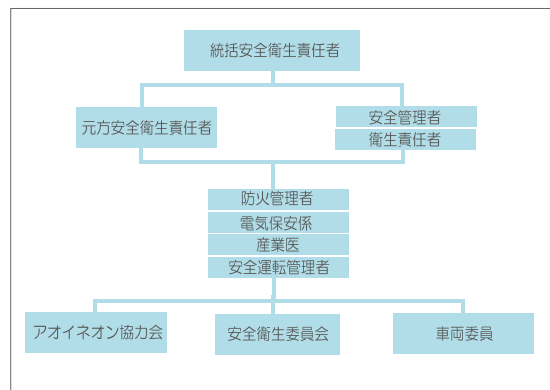 統括安全衛生責任者
元方安全衛生責任者
安全管理者
衛生責任者
防火管理者
電気保安係
産業医
安全運転管理者
アオイネオン協力会
安全衛生委員会
車両委員